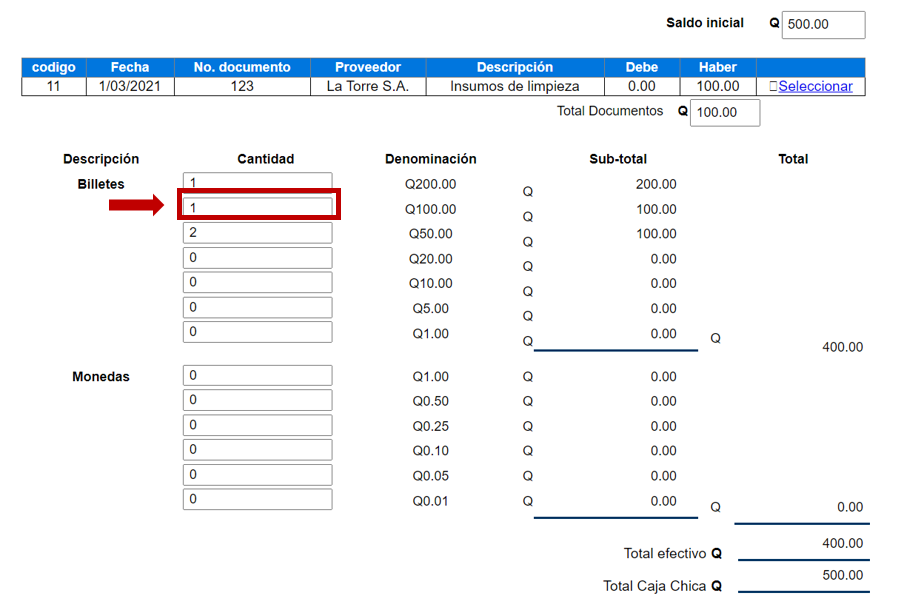 Saldo inicial Q 500.00
codigo Fecha No. documento Proveedor Descripción Debe Haber
11 1/03/2021 123 La Torre S.A. Insumos de limpieza 0.00 100.00 Seleccionar
Total Documentos Q 100.00
Descripción Cantidad Denominación Sub-total Total
Billetes 1 Q200.00 Q 200.00
1 Q100.00 Q 100.00
2 Q50.00 Q 100.00
0 Q20.00 Q 0.00
0 Q10.00 Q 0.00
0 Q5.00 Q 0.00
0 Q1.00 Q 0.00 Q 400.00
Monedas 0 Q1.00 Q 0.00
0 Q0.50 Q 0.00
0 Q0.25 Q 0.00
0 Q0.10 Q 0.00
0 Q0.05 Q 0.00
0 Q0.01 Q 0.00 Q 0.00
Total efectivo Q 400.00
Total Caja Chica Q 500.00